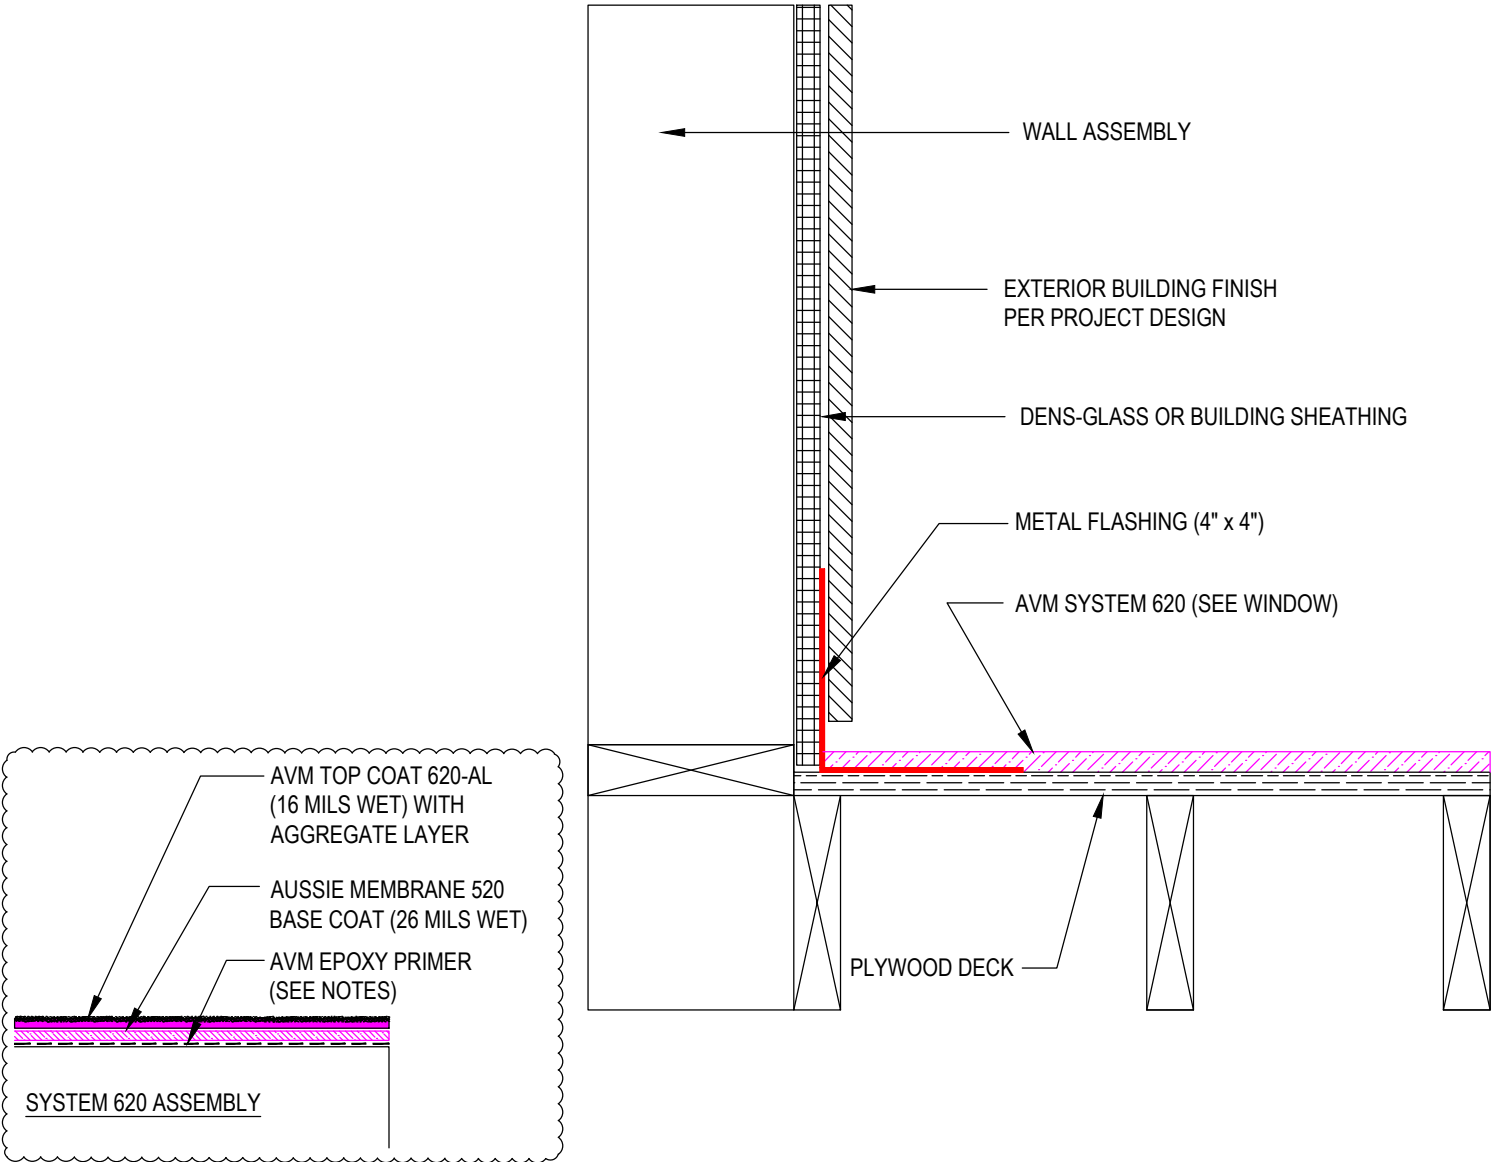 WALL ASSEMBLY
EXTERIOR BUILDING FINISH
PER PROJECT DESIGN
DENS-GLASS OR BUILDING SHEATHING
METAL FLASHING (4" x 4")
AVM SYSTEM 620 (SEE WINDOW)
PLYWOOD DECK
AVM TOP COAT 620-AL
(16 MILS WET) WITH
AGGREGATE LAYER
AUSSIE MEMBRANE 520
BASE COAT (26 MILS WET)
AVM EPOXY PRIMER
(SEE NOTES)
SYSTEM 620 ASSEMBLY